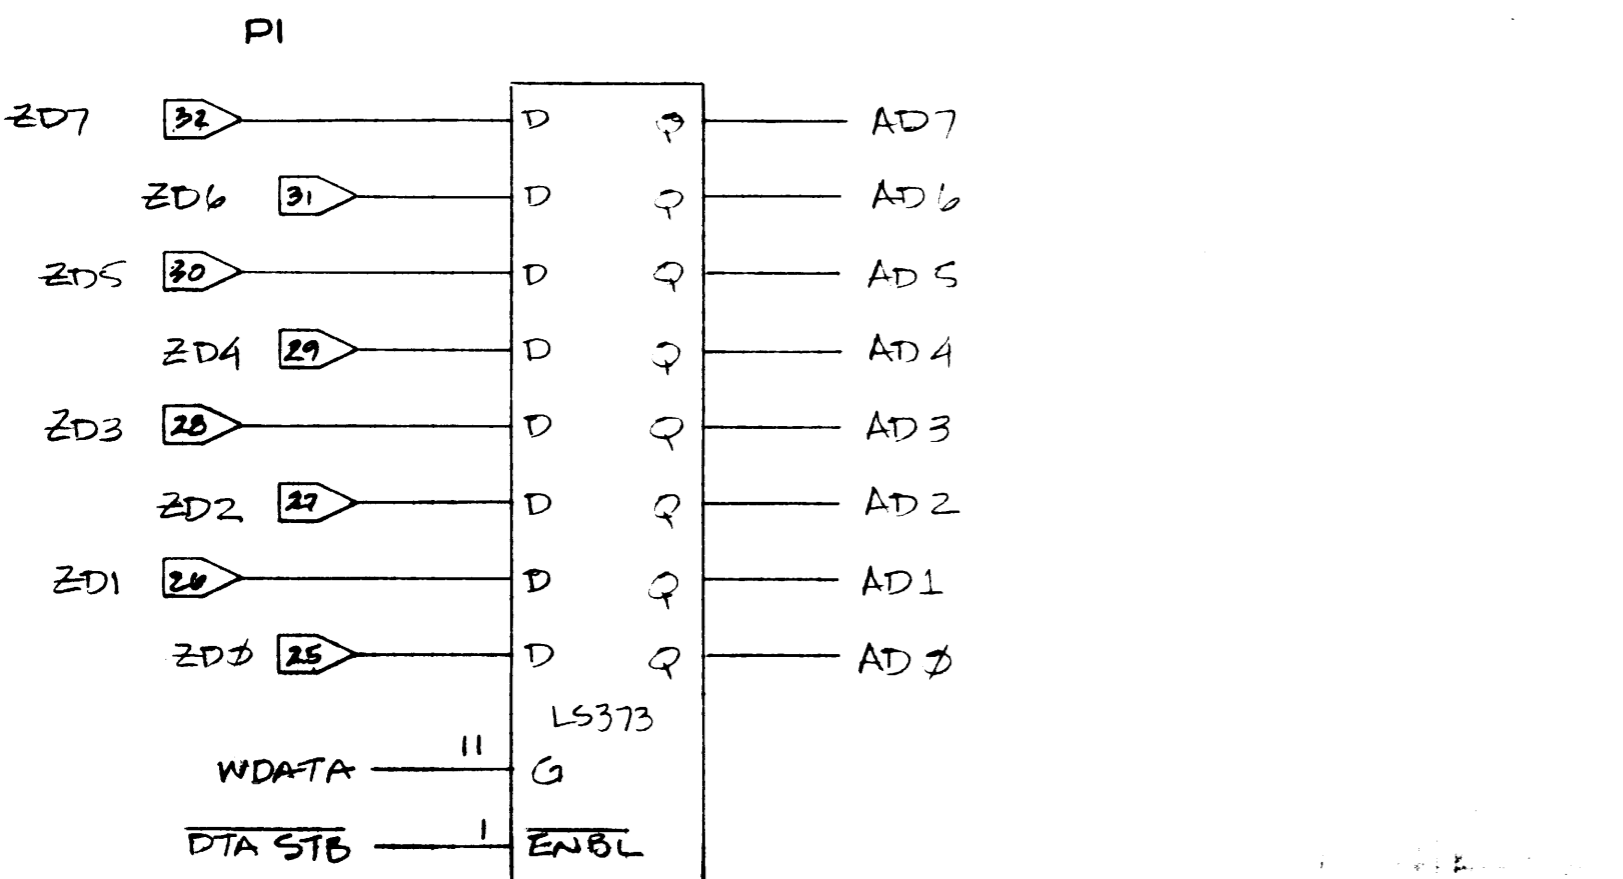 P1
ZD7 32 D Q AD7
ZD6 31 D Q AD6
ZD5 30 D Q AD5
ZD4 29 D Q AD4
ZD3 28 D Q AD3
ZD2 27 D Q AD2
ZD1 26 D Q AD1
ZDØ 25 D Q ADØ
LS373
WDATA 11 G
DTA STB 1 ENBL